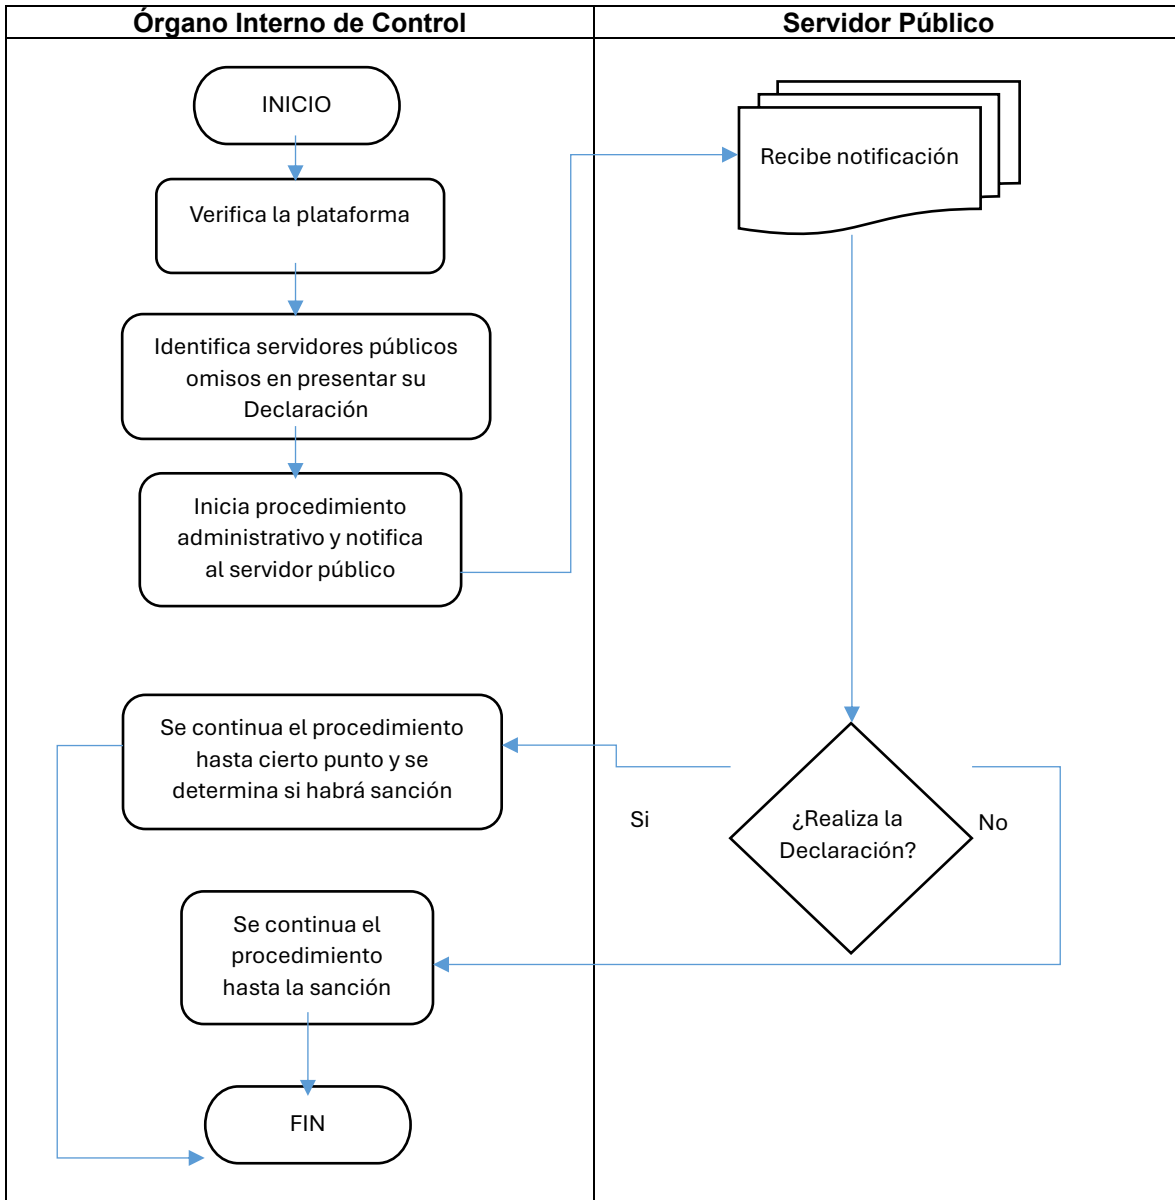 Órgano Interno de Control
Servidor Público
INICIO
Verifica la plataforma
Identifica servidores públicos
omisos en presentar su
Declaración
Inicia procedimiento
administrativo y notifica
al servidor público
Recibe notificación
¿Realiza la
Declaración?
Si
No
Se continua el procedimiento
hasta cierto punto y se
determina si habrá sanción
Se continua el
procedimiento
hasta la sanción
FIN